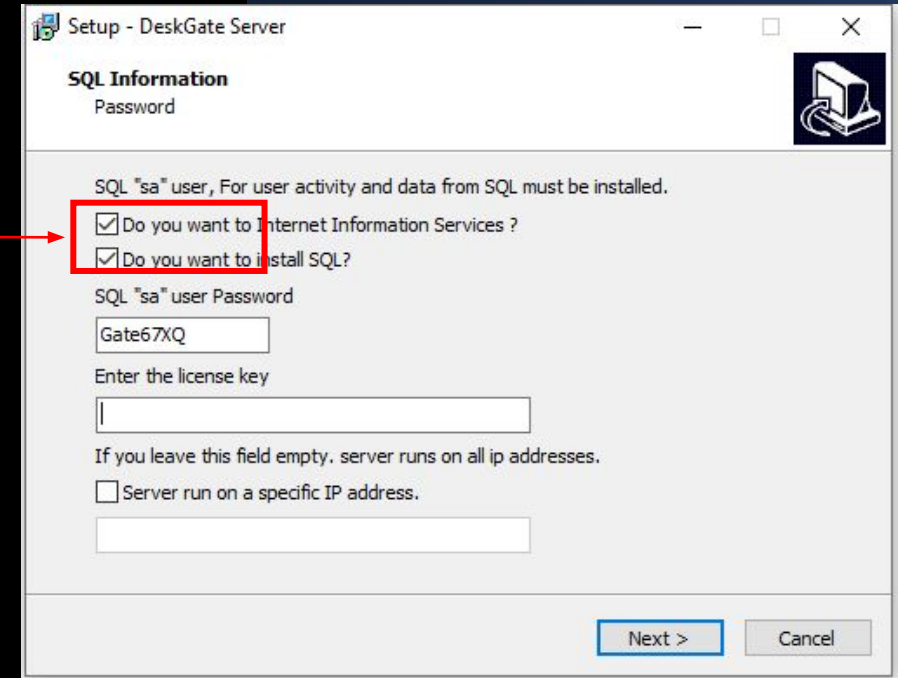 Setup - DeskGate Server
SQL Information
Password
SQL "sa" user, For user activity and data from SQL must be installed.
Do you want to Internet Information Services ?
Do you want to install SQL?
SQL "sa" user Password
Gate67XQ
Enter the license key
If you leave this field empty. server runs on all ip addresses.
Server run on a specific IP address.
Next >
Cancel